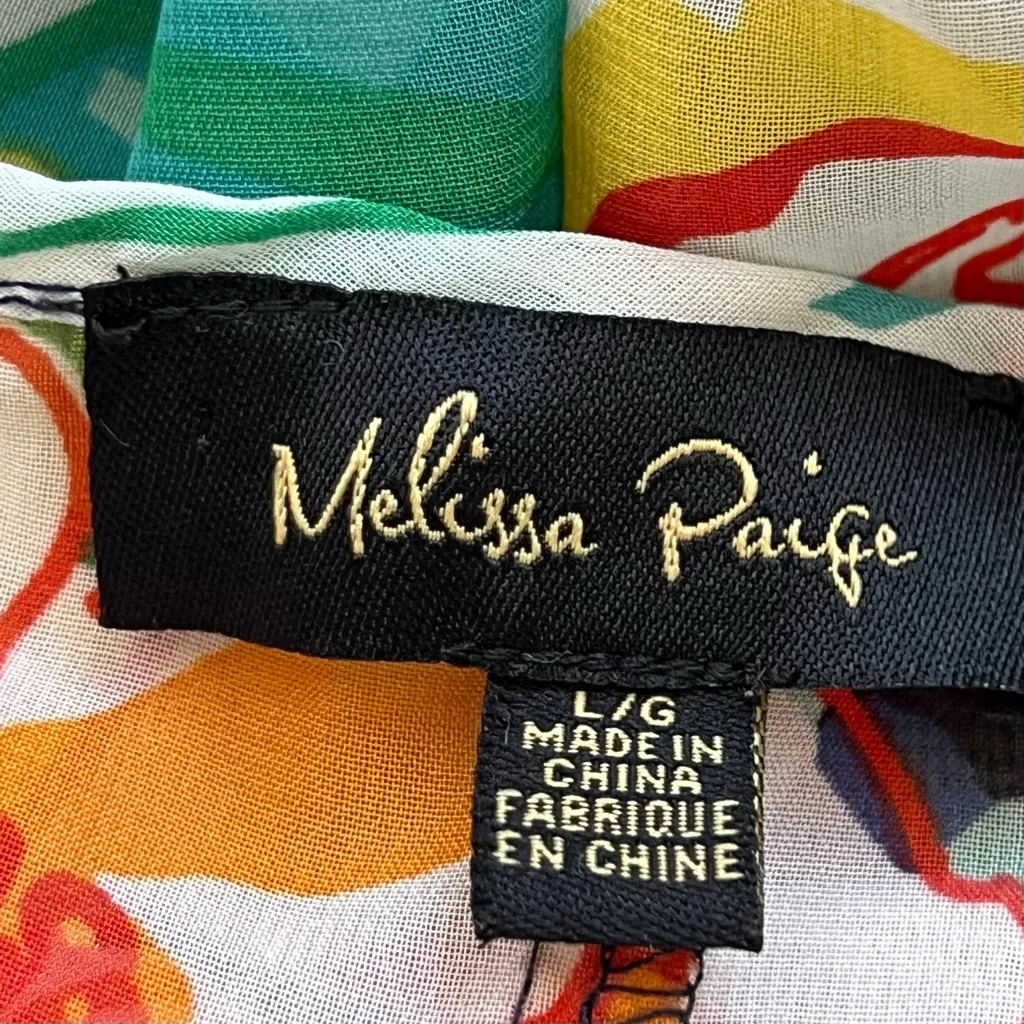 Melissa Paige
L/G
MADE IN
CHINA
FABRIQUE
EN CHINE